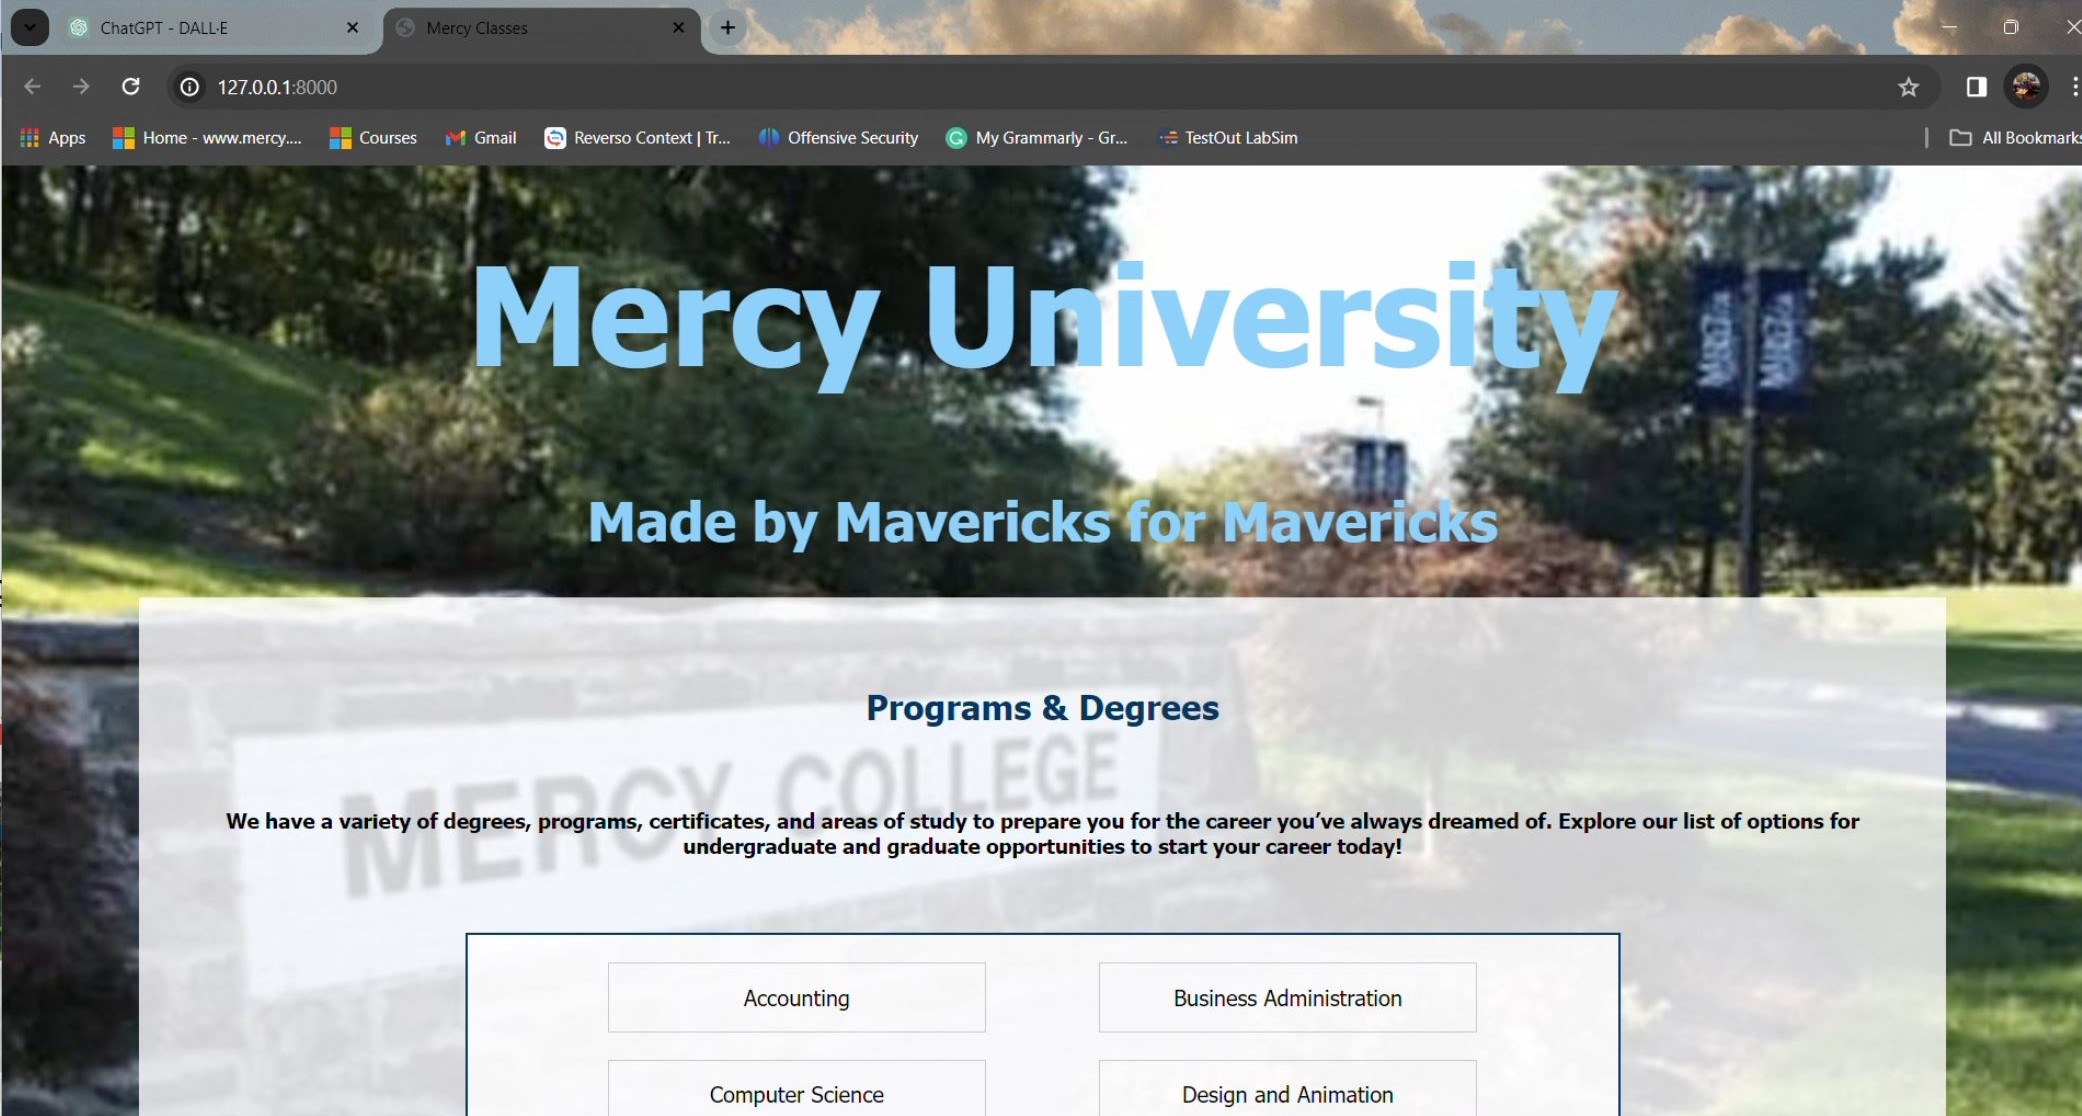 ChatGPT - DALL·E
Mercy Classes
127.0.0.1:8000
Apps
Home - www.mercy....
Courses
Gmail
Reverso Context | Tr...
Offensive Security
My Grammarly - Gr...
TestOut LabSim
All Bookmarks
Mercy University
MERCY MERCY
Made by Mavericks for Mavericks
Programs & Degrees
MERCY COLLEGE
We have a variety of degrees, programs, certificates, and areas of study to prepare you for the career you've always dreamed of. Explore our list of options for
undergraduate and graduate opportunities to start your career today!
Accounting
Business Administration
Computer Science
Design and Animation